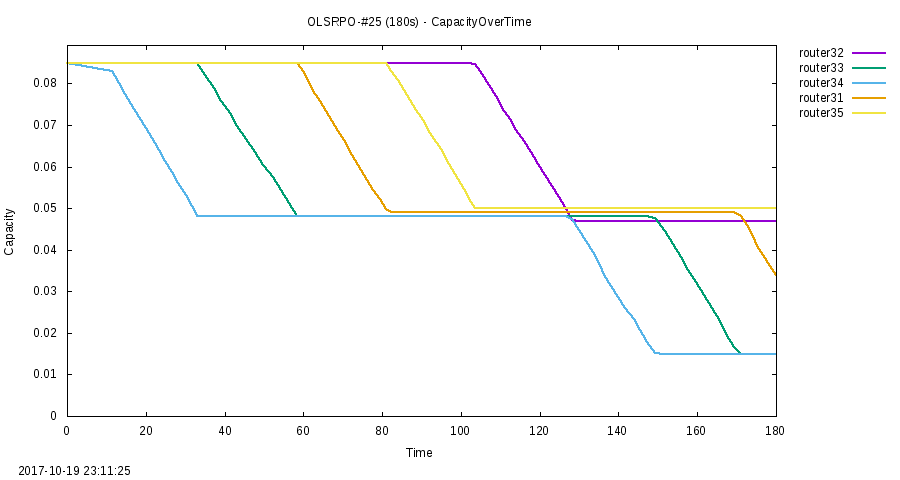 OLSRPO-#25 (180s) - CapacityOverTime
router32
router33
router34
router31
router35
0.08
0.07
0.06
0.05
0.04
0.03
0.02
0.01
0
Capacity
0 20 40 60 80 100 120 140 160 180
Time
2017-10-19 23:11:25